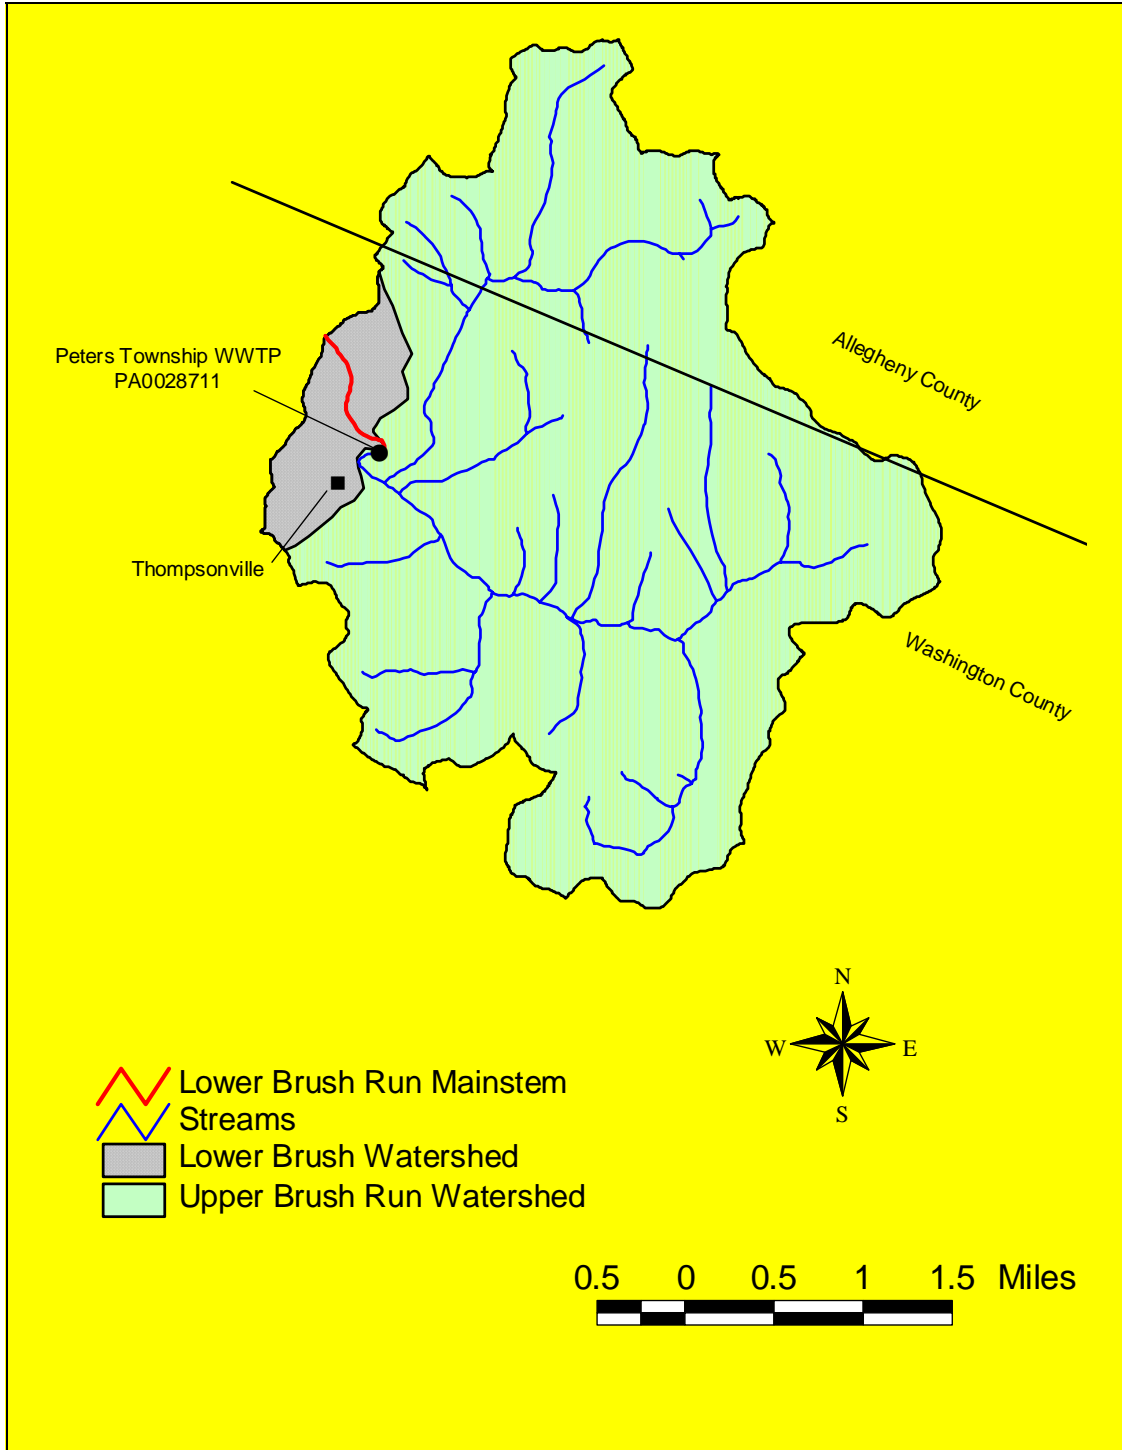 Allegheny County
Peters Township WWTP
PA0028711
Thompsonville
Washington County
N
W
E
S
Lower Brush Run Mainstem
Streams
Lower Brush Watershed
Upper Brush Run Watershed
0.5 0 0.5 1 1.5 Miles